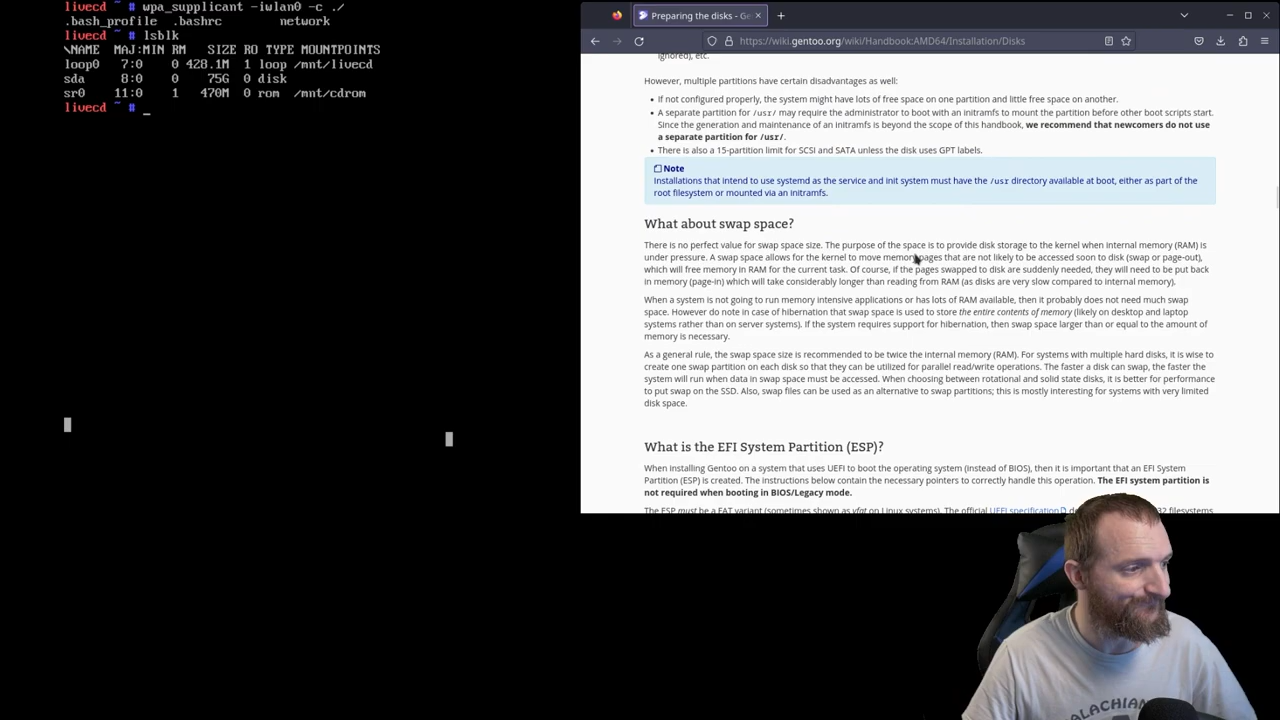 livecd ~ # wpa_supplicant -iwlan0 -c ./
.bash_profile .bashrc network
livecd ~ # lsblk
\NAME MAJ:MIN RM SIZE RO TYPE MOUNTPOINTS
loop0 7:0 0 428.1M 1 loop /mnt/livecd
sda 8:0 0 75G 0 disk
sr0 11:0 1 470M 0 rom /mnt/cdrom
livecd ~ # _
Preparing the disks - Ge
https://wiki.gentoo.org/wiki/Handbook:AMD64/Installation/Disks
ignored), etc.
However, multiple partitions have certain disadvantages as well:
If not configured properly, the system might have lots of free space on one partition and little free space on another.
A separate partition for /usr/ may require the administrator to boot with an initramfs to mount the partition before other boot scripts start.
Since the generation and maintenance of an initramfs is beyond the scope of this handbook, we recommend that newcomers do not use
a separate partition for /usr/.
There is also a 15-partition limit for SCSI and SATA unless the disk uses GPT labels.
Note
Installations that intend to use systemd as the service and init system must have the /usr directory available at boot, either as part of the
root filesystem or mounted via an initramfs.
What about swap space?
There is no perfect value for swap space size. The purpose of the space is to provide disk storage to the kernel when internal memory (RAM) is
under pressure. A swap space allows for the kernel to move memory pages that are not likely to be accessed soon to disk (swap or page-out),
which will free memory in RAM for the current task. Of course, if the pages swapped to disk are suddenly needed, they will need to be put back
in memory (page-in) which will take considerably longer than reading from RAM (as disks are very slow compared to internal memory).
When a system is not going to run memory intensive applications or has lots of RAM available, then it probably does not need much swap
space. However do note in case of hibernation that swap space is used to store the entire contents of memory (likely on desktop and laptop
systems rather than on server systems). If the system requires support for hibernation, then swap space larger than or equal to the amount of
memory is necessary.
As a general rule, the swap space size is recommended to be twice the internal memory (RAM). For systems with multiple hard disks, it is wise to
create one swap partition on each disk so that they can be utilized for parallel read/write operations. The faster a disk can swap, the faster the
system will run when data in swap space must be accessed. When choosing between rotational and solid state disks, it is better for performance
to put swap on the SSD. Also, swap files can be used as an alternative to swap partitions; this is mostly interesting for systems with very limited
disk space.
What is the EFI System Partition (ESP)?
When installing Gentoo on a system that uses UEFI to boot the operating system (instead of BIOS), then it is important that an EFI System
Partition (ESP) is created. The instructions below contain the necessary pointers to correctly handle this operation. The EFI system partition is
not required when booting in BIOS/Legacy mode.
The ESP must be a FAT variant (sometimes shown as vfat on Linux systems). The official UEFI specification 32 filesystems